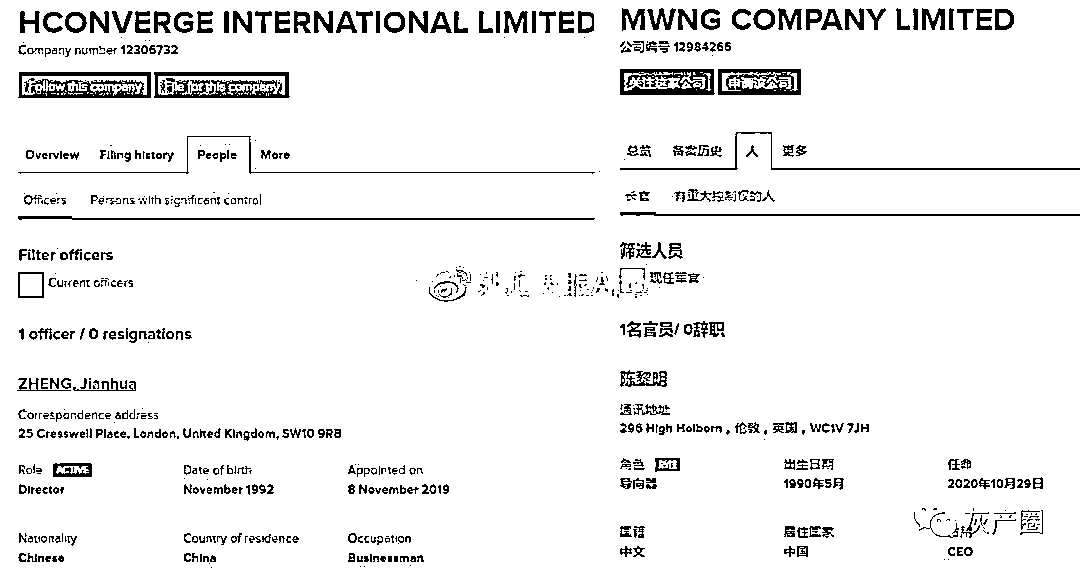 HCONVERGE INTERNATIONAL LIMITED
Company number 12306732
Follow this company File for this company
Overview Filing history People More
Officers Persons with significant control
Filter officers
Current officers
1 officer / 0 resignations
ZHENG, Jianhua
Correspondence address
25 Cresswell Place, London, United Kingdom, SW10 9RB
Role ACTIVE Date of birth Appointed on
Director November 1992 8 November 2019
Nationality Country of residence Occupation
Chinese China Businessman
MWNG COMPANY LIMITED
公司编号 12984266
关注这家公司 申请该公司
总览 备案历史 人 更多
长官 有重大控制权的人
筛选人员
现任军官
1名官员/ 0辞职
陈黎明
通讯地址
296 High Holborn，伦敦，英国，WC1V 7JH
角色 出生日期 任命
导向器 1990年5月 2020年10月29日
国籍 居住国家
中文 中国 CEO
灰产圈